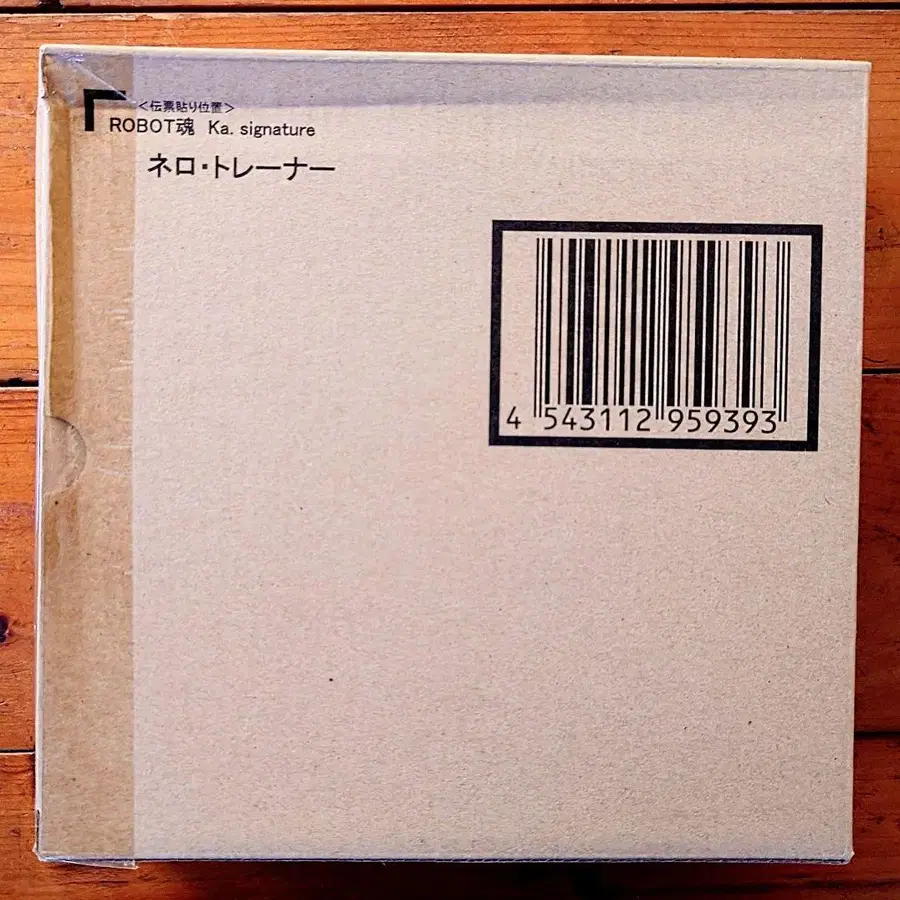 <伝票貼り位置>
ROBOT魂 Ka. signature
ネロ・トレーナー
4 543112 959393